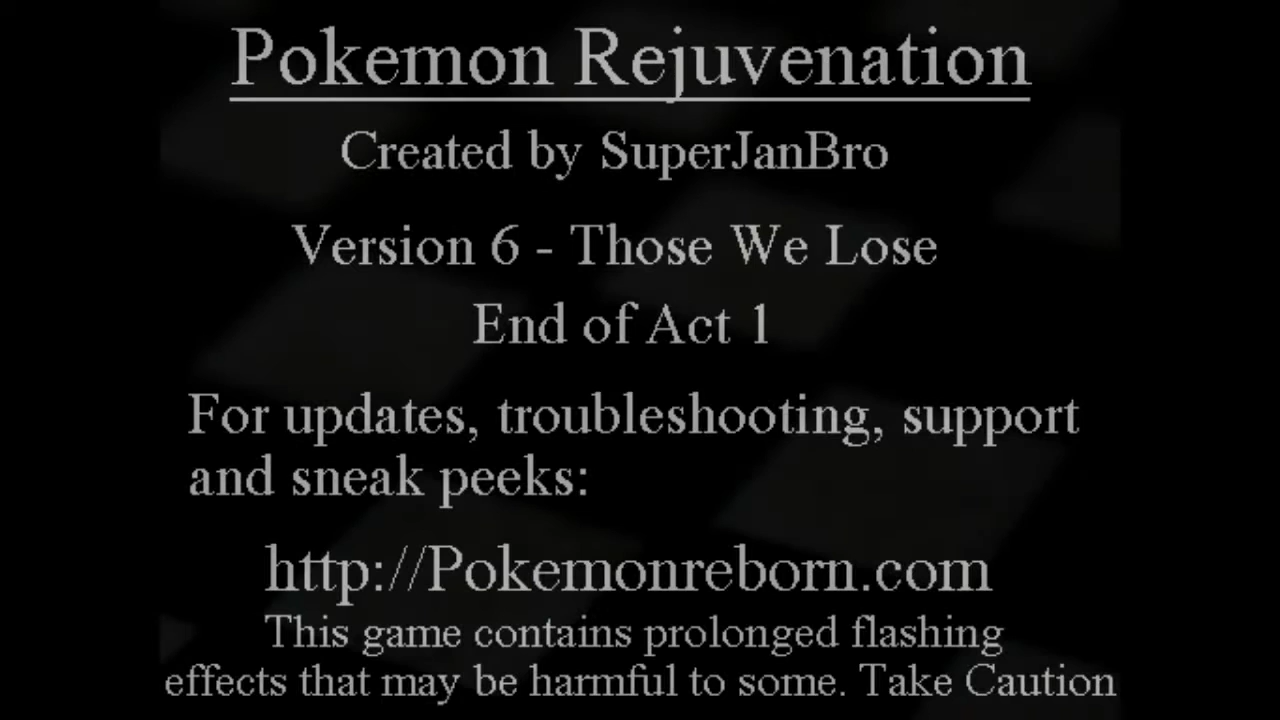 Pokemon Rejuvenation
Created by SuperJanBro
Version 6 - Those We Lose
End of Act 1
For updates, troubleshooting, support
and sneak peeks:
http://Pokemonreborn.com
This game contains prolonged flashing
effects that may be harmful to some. Take Caution